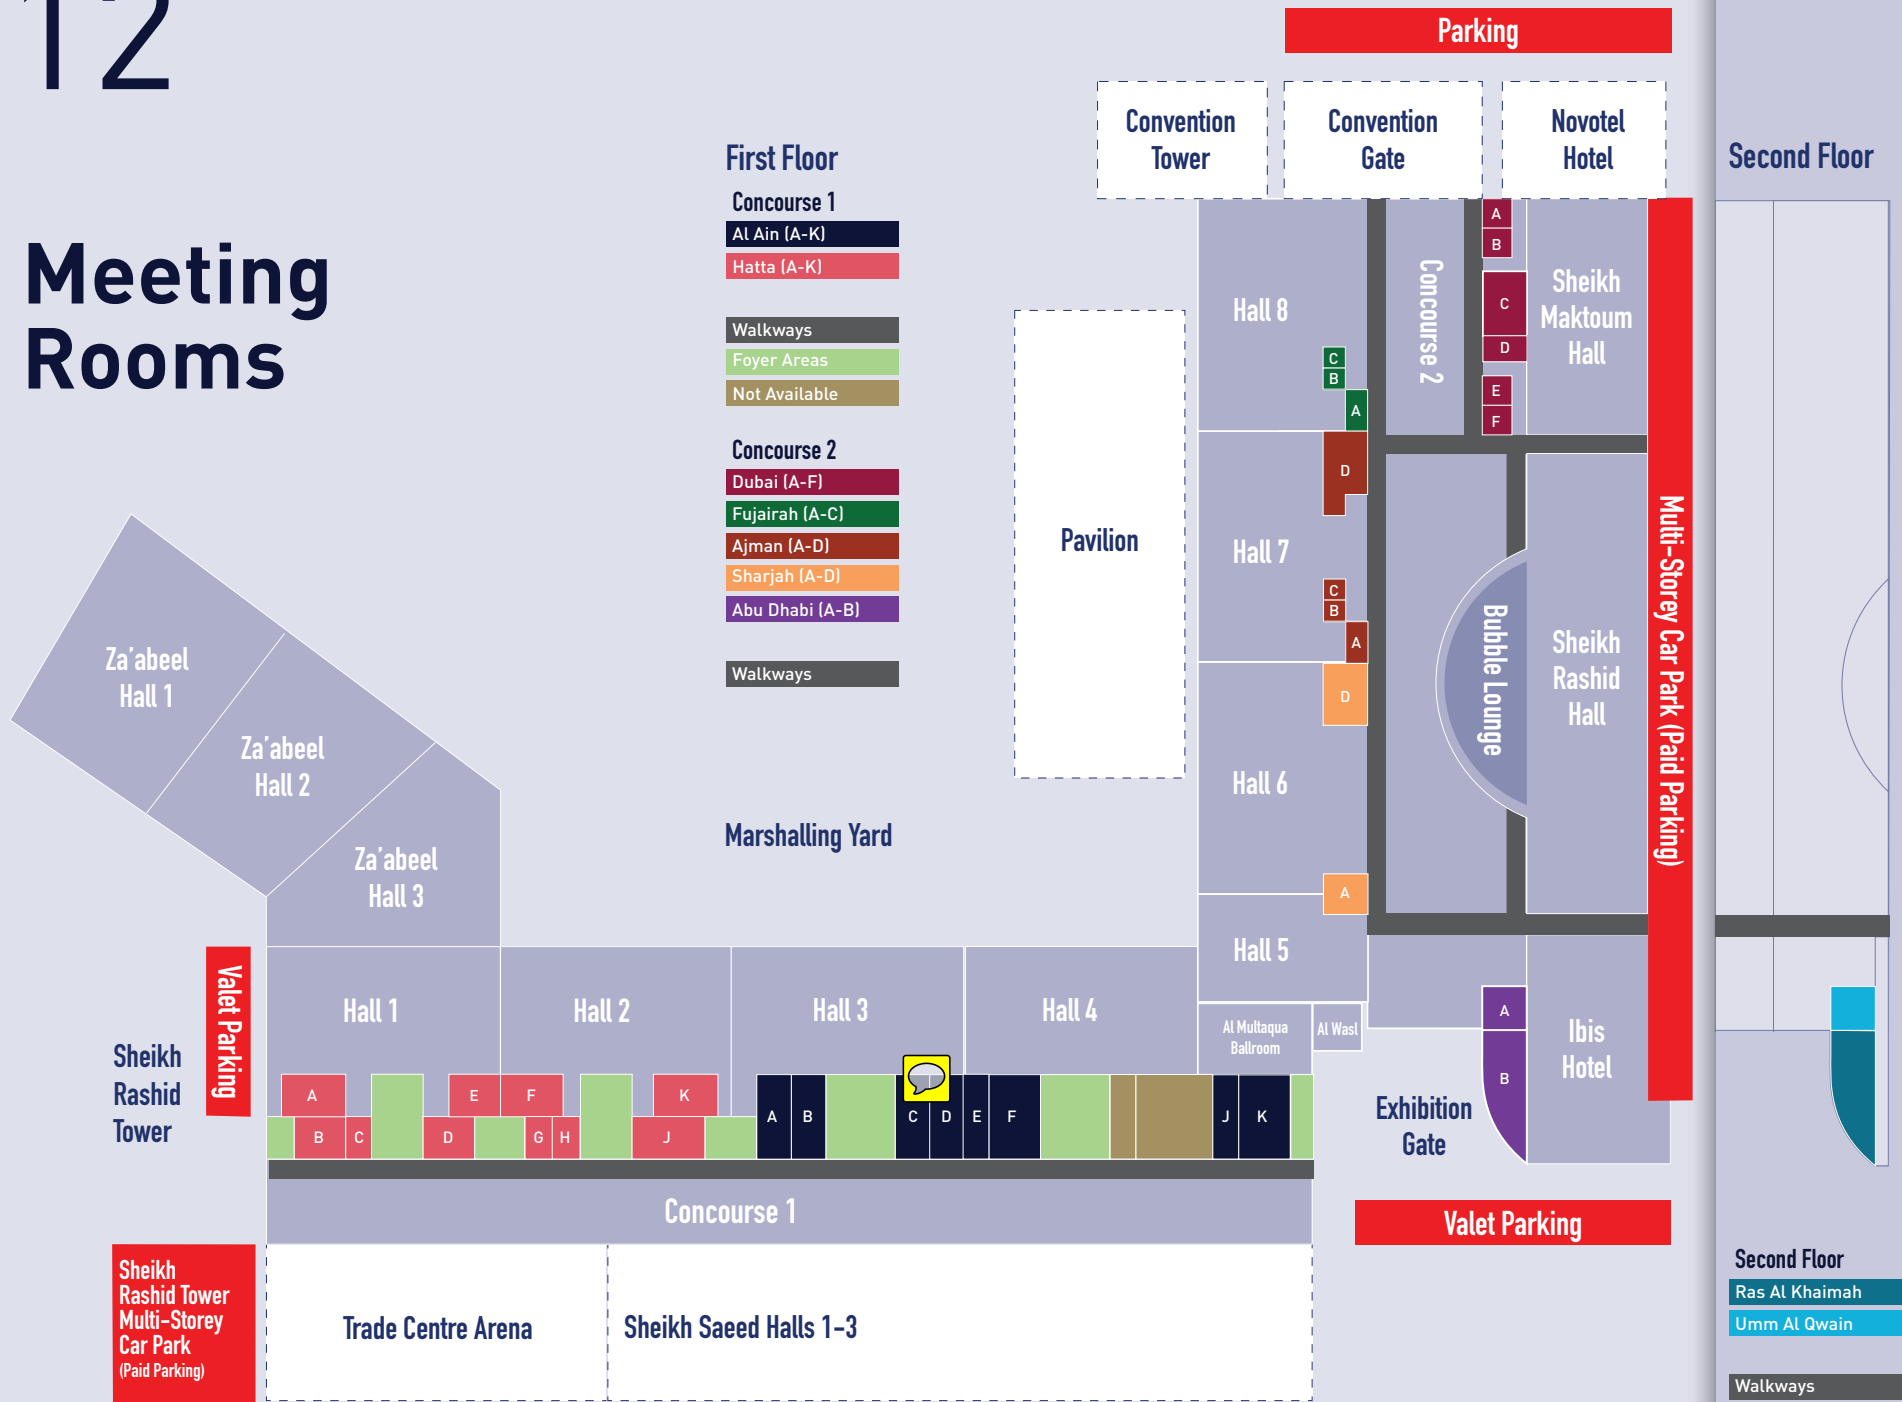 12
Meeting
Rooms
First Floor
Concourse 1
Al Ain (A-K)
Hatta (A-K)
Walkways
Foyer Areas
Not Available
Concourse 2
Dubai (A-F)
Fujairah (A-C)
Ajman (A-D)
Sharjah (A-D)
Abu Dhabi (A-B)
Walkways
Parking
Convention
Tower
Convention
Gate
Novotel
Hotel
Second Floor
Hall 8
Concourse 2
A
B
C
D
E
F
Sheikh
Maktoum
Hall
C
B
A
Pavilion
D
Hall 7
C
B
A
D
Hall 6
A
Hall 5
Bubble Lounge
Sheikh
Rashid
Hall
Multi-Storey Car Park (Paid Parking)
Marshalling Yard
Za'abeel
Hall 1
Za'abeel
Hall 2
Za'abeel
Hall 3
Valet Parking
Sheikh
Rashid
Tower
Hall 1
Hall 2
Hall 3
Hall 4
Al Multaqua
Ballroom
Al Wasl
A
B
Ibis
Hotel
Exhibition
Gate
A
E
F
K
B
C
D
G
H
J
A
B
C
D
E
F
J
K
Concourse 1
Valet Parking
Sheikh
Rashid Tower
Multi-Storey
Car Park
(Paid Parking)
Trade Centre Arena
Sheikh Saeed Halls 1-3
Second Floor
Ras Al Khaimah
Umm Al Qwain
Walkways